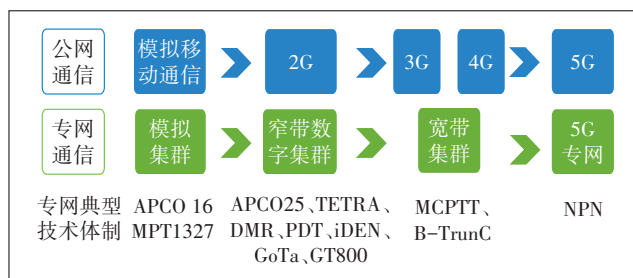 公网
通信
模拟移
动通信
2G
3G
4G
5G
专网
通信
模拟
集群
窄带数
字集群
宽带
集群
5G
专网
专网典型
技术体制
APCO 16
MPT1327
APCO25、TETRA、
DMR、PDT、iDEN、
GoTa、GT800
MCPTT、
B-TrunC
NPN